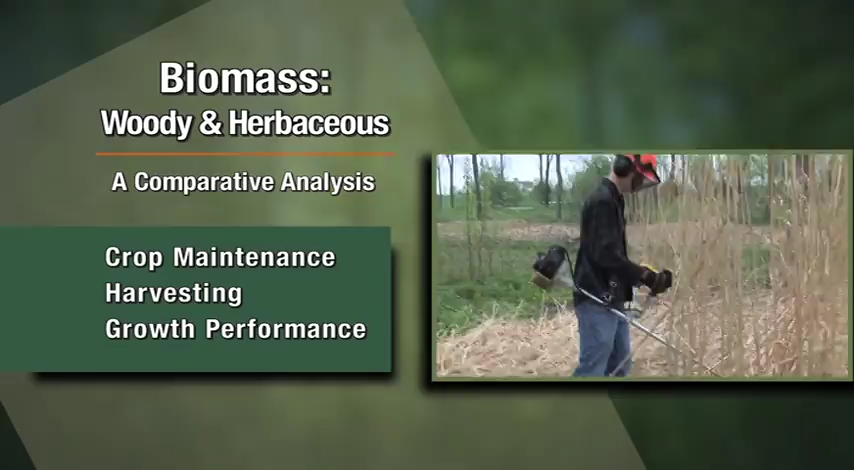 Biomass:
Woody & Herbaceous
A Comparative Analysis
Crop Maintenance
Harvesting
Growth Performance